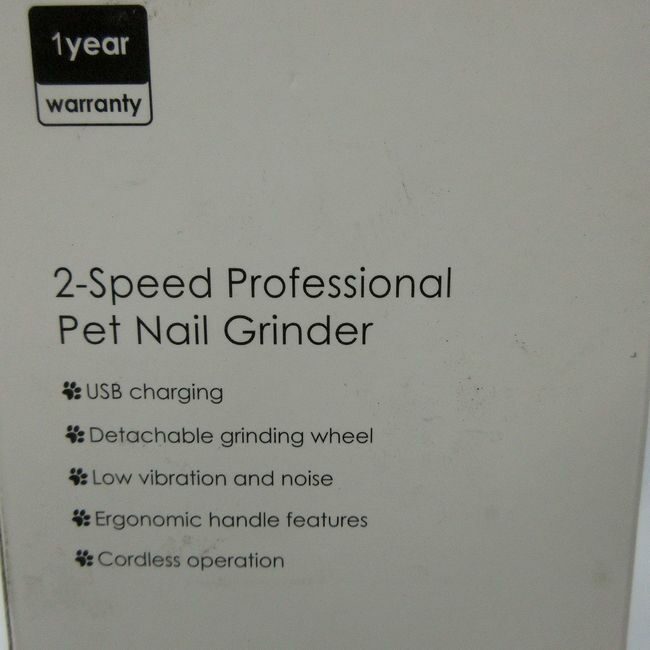 1year
warranty
2-Speed Professional
Pet Nail Grinder
USB charging
Detachable grinding wheel
Low vibration and noise
Ergonomic handle features
Cordless operation